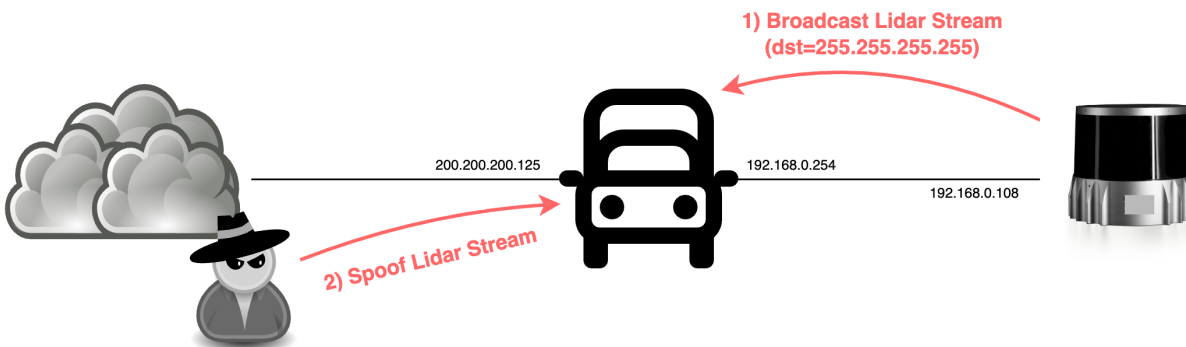 1) Broadcast Lidar Stream
(dst=255.255.255.255)
200.200.200.125
192.168.0.254
192.168.0.108
2) Spoof Lidar Stream